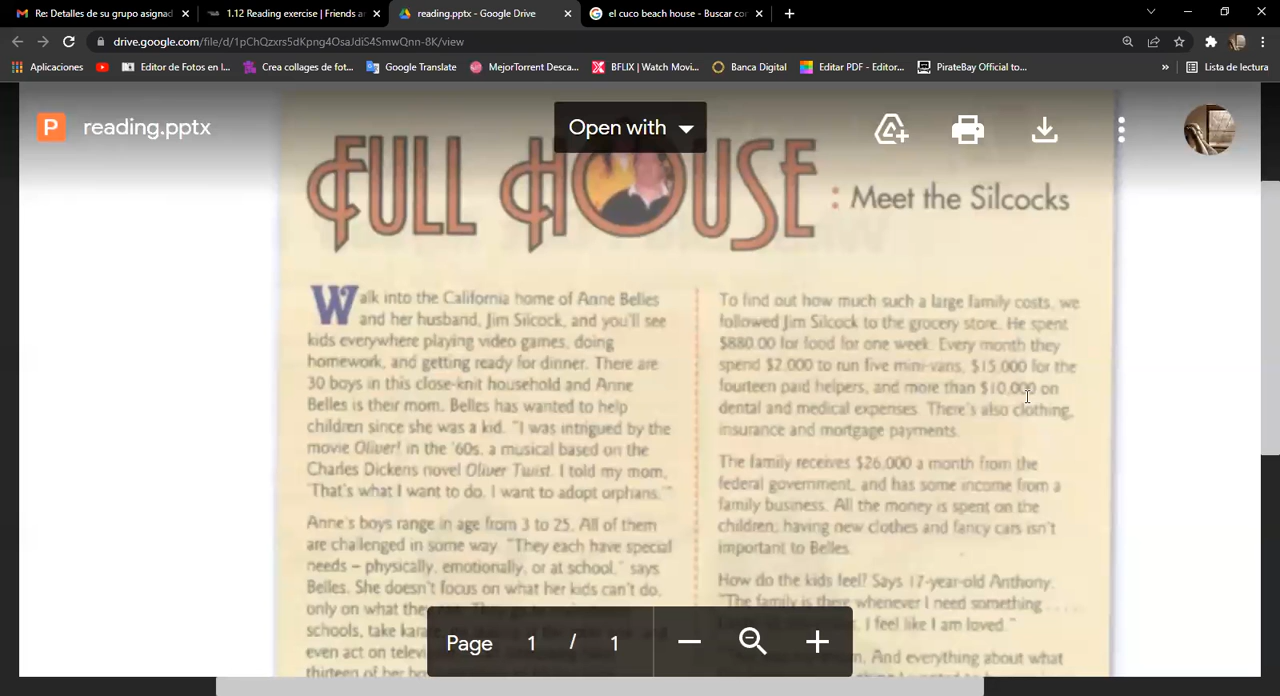 Re: Detalles de su grupo asignad
1.12 Reading exercise | Friends a
reading.pptx - Google Drive
el cuco beach house - Buscar con
drive.google.com/file/d/1pChQzxrs5dKpng4OsaJdiS4SmwQnn-8K/view
Aplicaciones
Editor de Fotos en l...
Crea collages de fot...
Google Translate
MejorTorrent Desca...
BFLIX | Watch Movi...
Banca Digital
Editar PDF - Editor...
PirateBay Official to...
»
Lista de lectura
P
reading.pptx
Open with
FULL HOUSE
: Meet the Silcocks
Walk into the California home of Anne Belles
and her husband, Jim Silcock, and you'll see
kids everywhere playing video games, doing
homework, and getting ready for dinner. There are
30 boys in this close-knit household and Anne
Belles is their mom. Belles has wanted to help
children since she was a kid. "I was intrigued by the
movie Oliver! in the '60s, a musical based on the
Charles Dickens novel Oliver Twist. I told my mom,
'That's what I want to do. I want to adopt orphans.'"
Anne's boys range in age from 3 to 25. All of them
are challenged in some way. "They each have special
needs – physically, emotionally, or at school," says
Belles. She doesn't focus on what her kids can't do,
only on what they
schools, take karate
even act on televi
thirteen of her bo
To find out how much such a large family costs, we
followed Jim Silcock to the grocery store. He spent
$880.00 for food for one week. Every month they
spend $2,000 to run five mini-vans, $15,000 for the
fourteen paid helpers, and more than $10,000 on
dental and medical expenses. There's also clothing,
insurance and mortgage payments.
The family receives $26,000 a month from the
federal government, and has some income from a
family business. All the money is spent on the
children; having new clothes and fancy cars isn't
important to Belles.
How do the kids feel? Says 17-year-old Anthony,
"The family is there whenever I need something ....
, I feel like I am loved."
And everything about what
Page 1 / 1